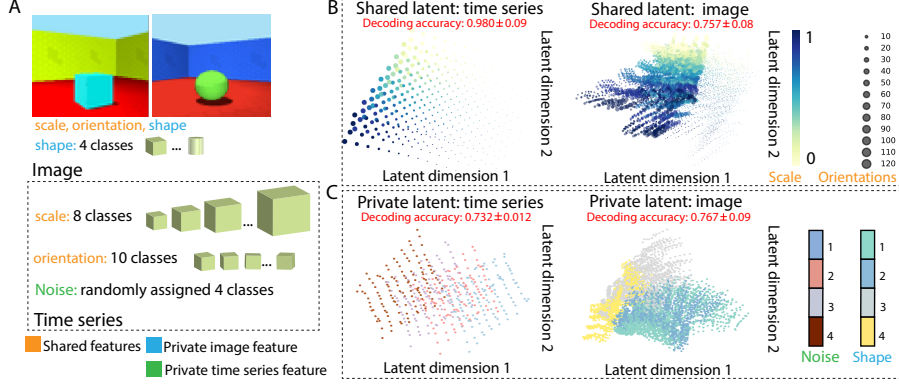 A
scale, orientation, shape
shape: 4 classes
...
Image
scale: 8 classes
...
orientation: 10 classes
...
Noise: randomly assigned 4 classes
Time series
Shared features
Private image feature
Private time series feature
B
Shared latent: time series
Decoding accuracy: 0.980±0.09
Latent dimension 1
Latent dimension 2
Shared latent: image
Decoding accuracy: 0.757±0.08
Latent dimension 1
Latent dimension 2
1
0
Scale
10
20
30
40
50
60
70
80
90
100
110
120
Orientations
C
Private latent: time series
Decoding accuracy: 0.732±0.012
Latent dimension 1
Latent dimension 2
Private latent: image
Decoding accuracy: 0.767±0.09
Latent dimension 1
Latent dimension 2
1
2
3
4
Noise
1
2
3
4
Shape